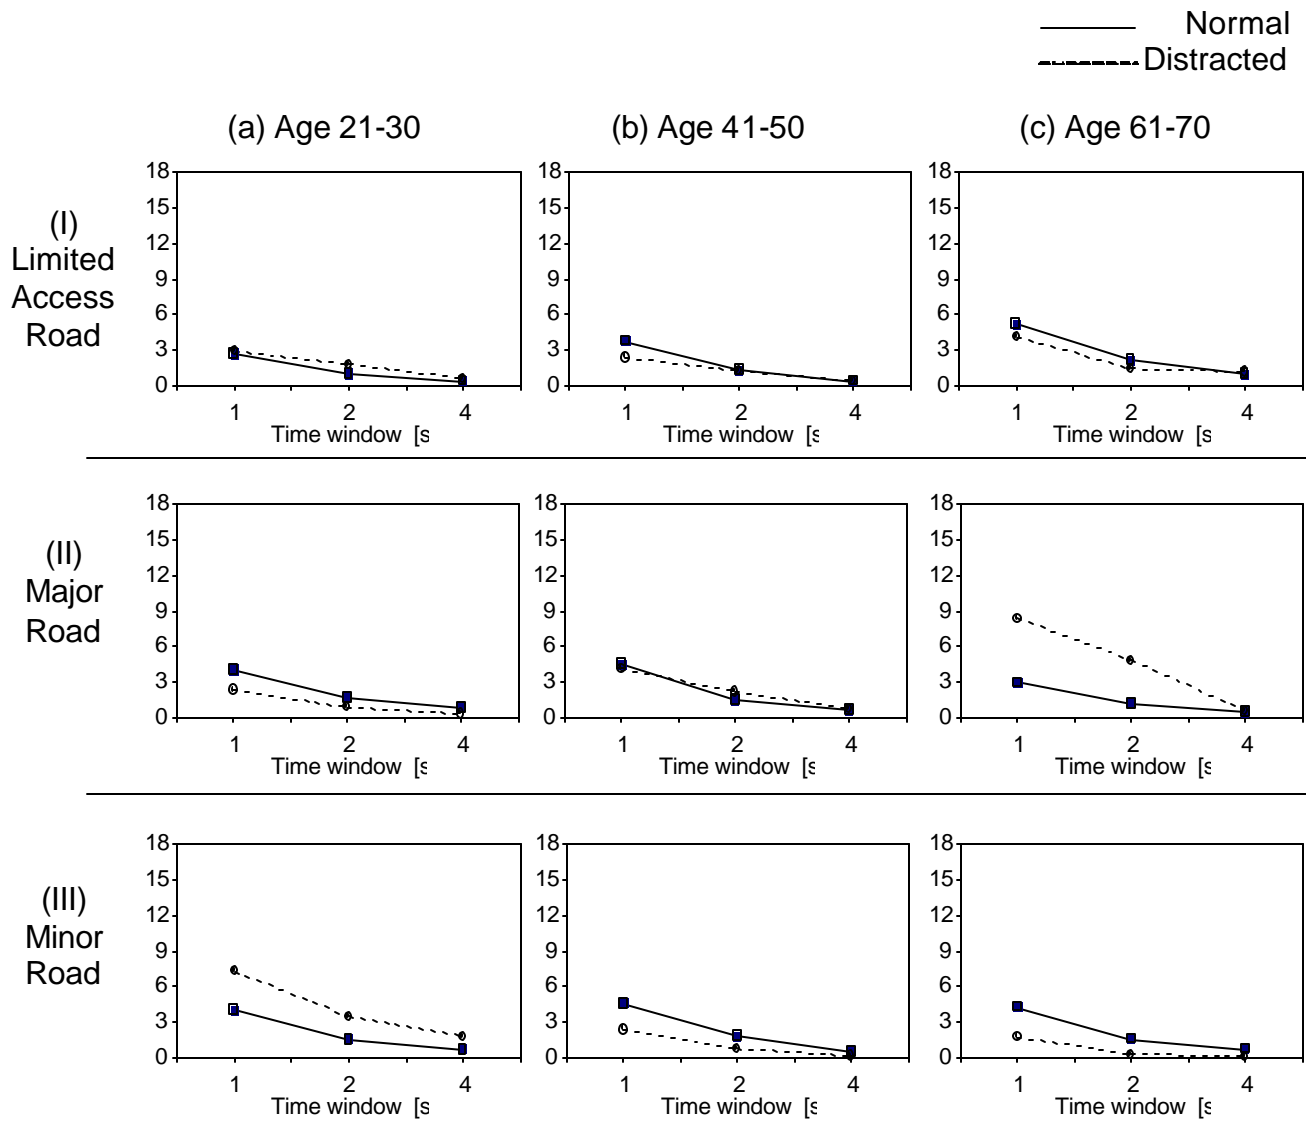 Normal
Distracted
(a) Age 21-30 (b) Age 41-50 (c) Age 61-70
(I)
Limited
Access
Road
18 18 18
15 15 15
12 12 12
9 9 9
6 6 6
3 3 3
0 0 0
1 2 4 1 2 4 1 2 4
Time window [s Time window [s Time window [s
(II)
Major
Road
18 18 18
15 15 15
12 12 12
9 9 9
6 6 6
3 3 3
0 0 0
1 2 4 1 2 4 1 2 4
Time window [s Time window [s Time window [s
(III)
Minor
Road
18 18 18
15 15 15
12 12 12
9 9 9
6 6 6
3 3 3
0 0 0
1 2 4 1 2 4 1 2 4
Time window [s Time window [s Time window [s